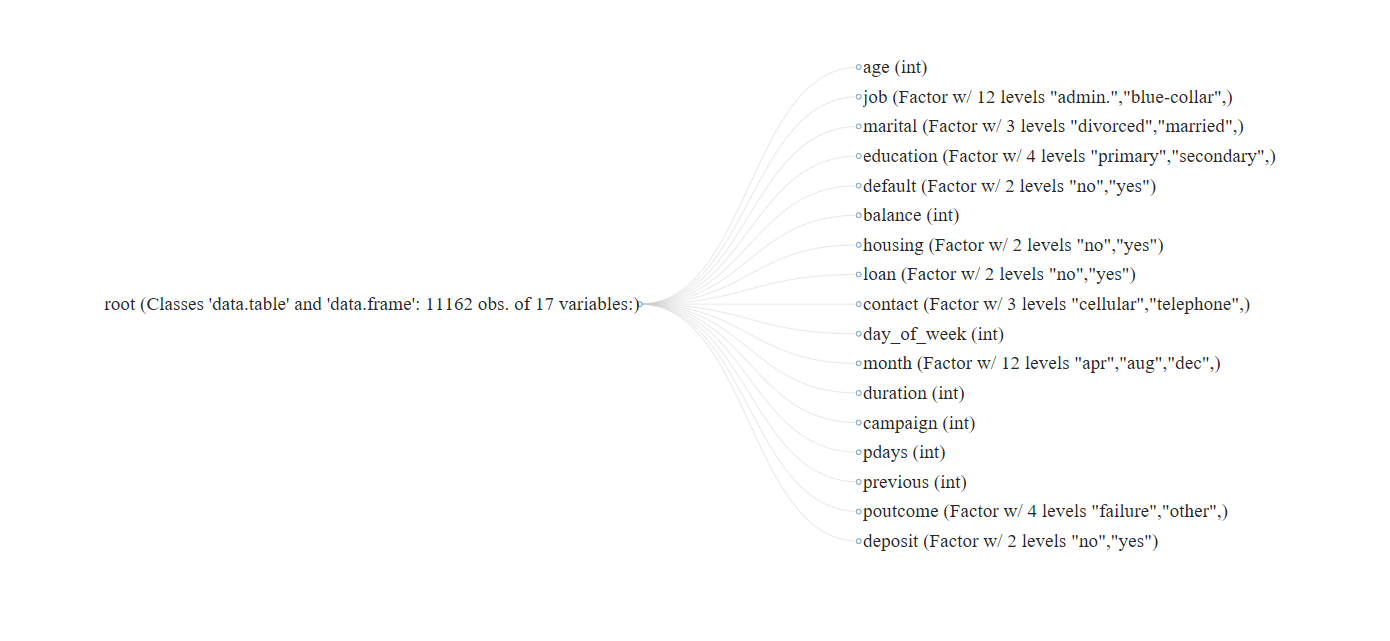 root (Classes 'data.table' and 'data.frame': 11162 obs. of 17 variables:)
age (int)
job (Factor w/ 12 levels "admin.","blue-collar",)
marital (Factor w/ 3 levels "divorced","married",)
education (Factor w/ 4 levels "primary","secondary",)
default (Factor w/ 2 levels "no","yes")
balance (int)
housing (Factor w/ 2 levels "no","yes")
loan (Factor w/ 2 levels "no","yes")
contact (Factor w/ 3 levels "cellular","telephone",)
day_of_week (int)
month (Factor w/ 12 levels "apr","aug","dec",)
duration (int)
campaign (int)
pdays (int)
previous (int)
poutcome (Factor w/ 4 levels "failure","other",)
deposit (Factor w/ 2 levels "no","yes")